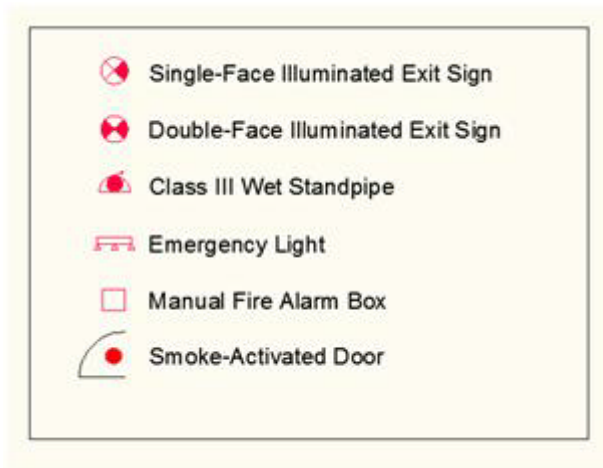 Single-Face Illuminated Exit Sign
Double-Face Illuminated Exit Sign
Class III Wet Standpipe
Emergency Light
Manual Fire Alarm Box
Smoke-Activated Door